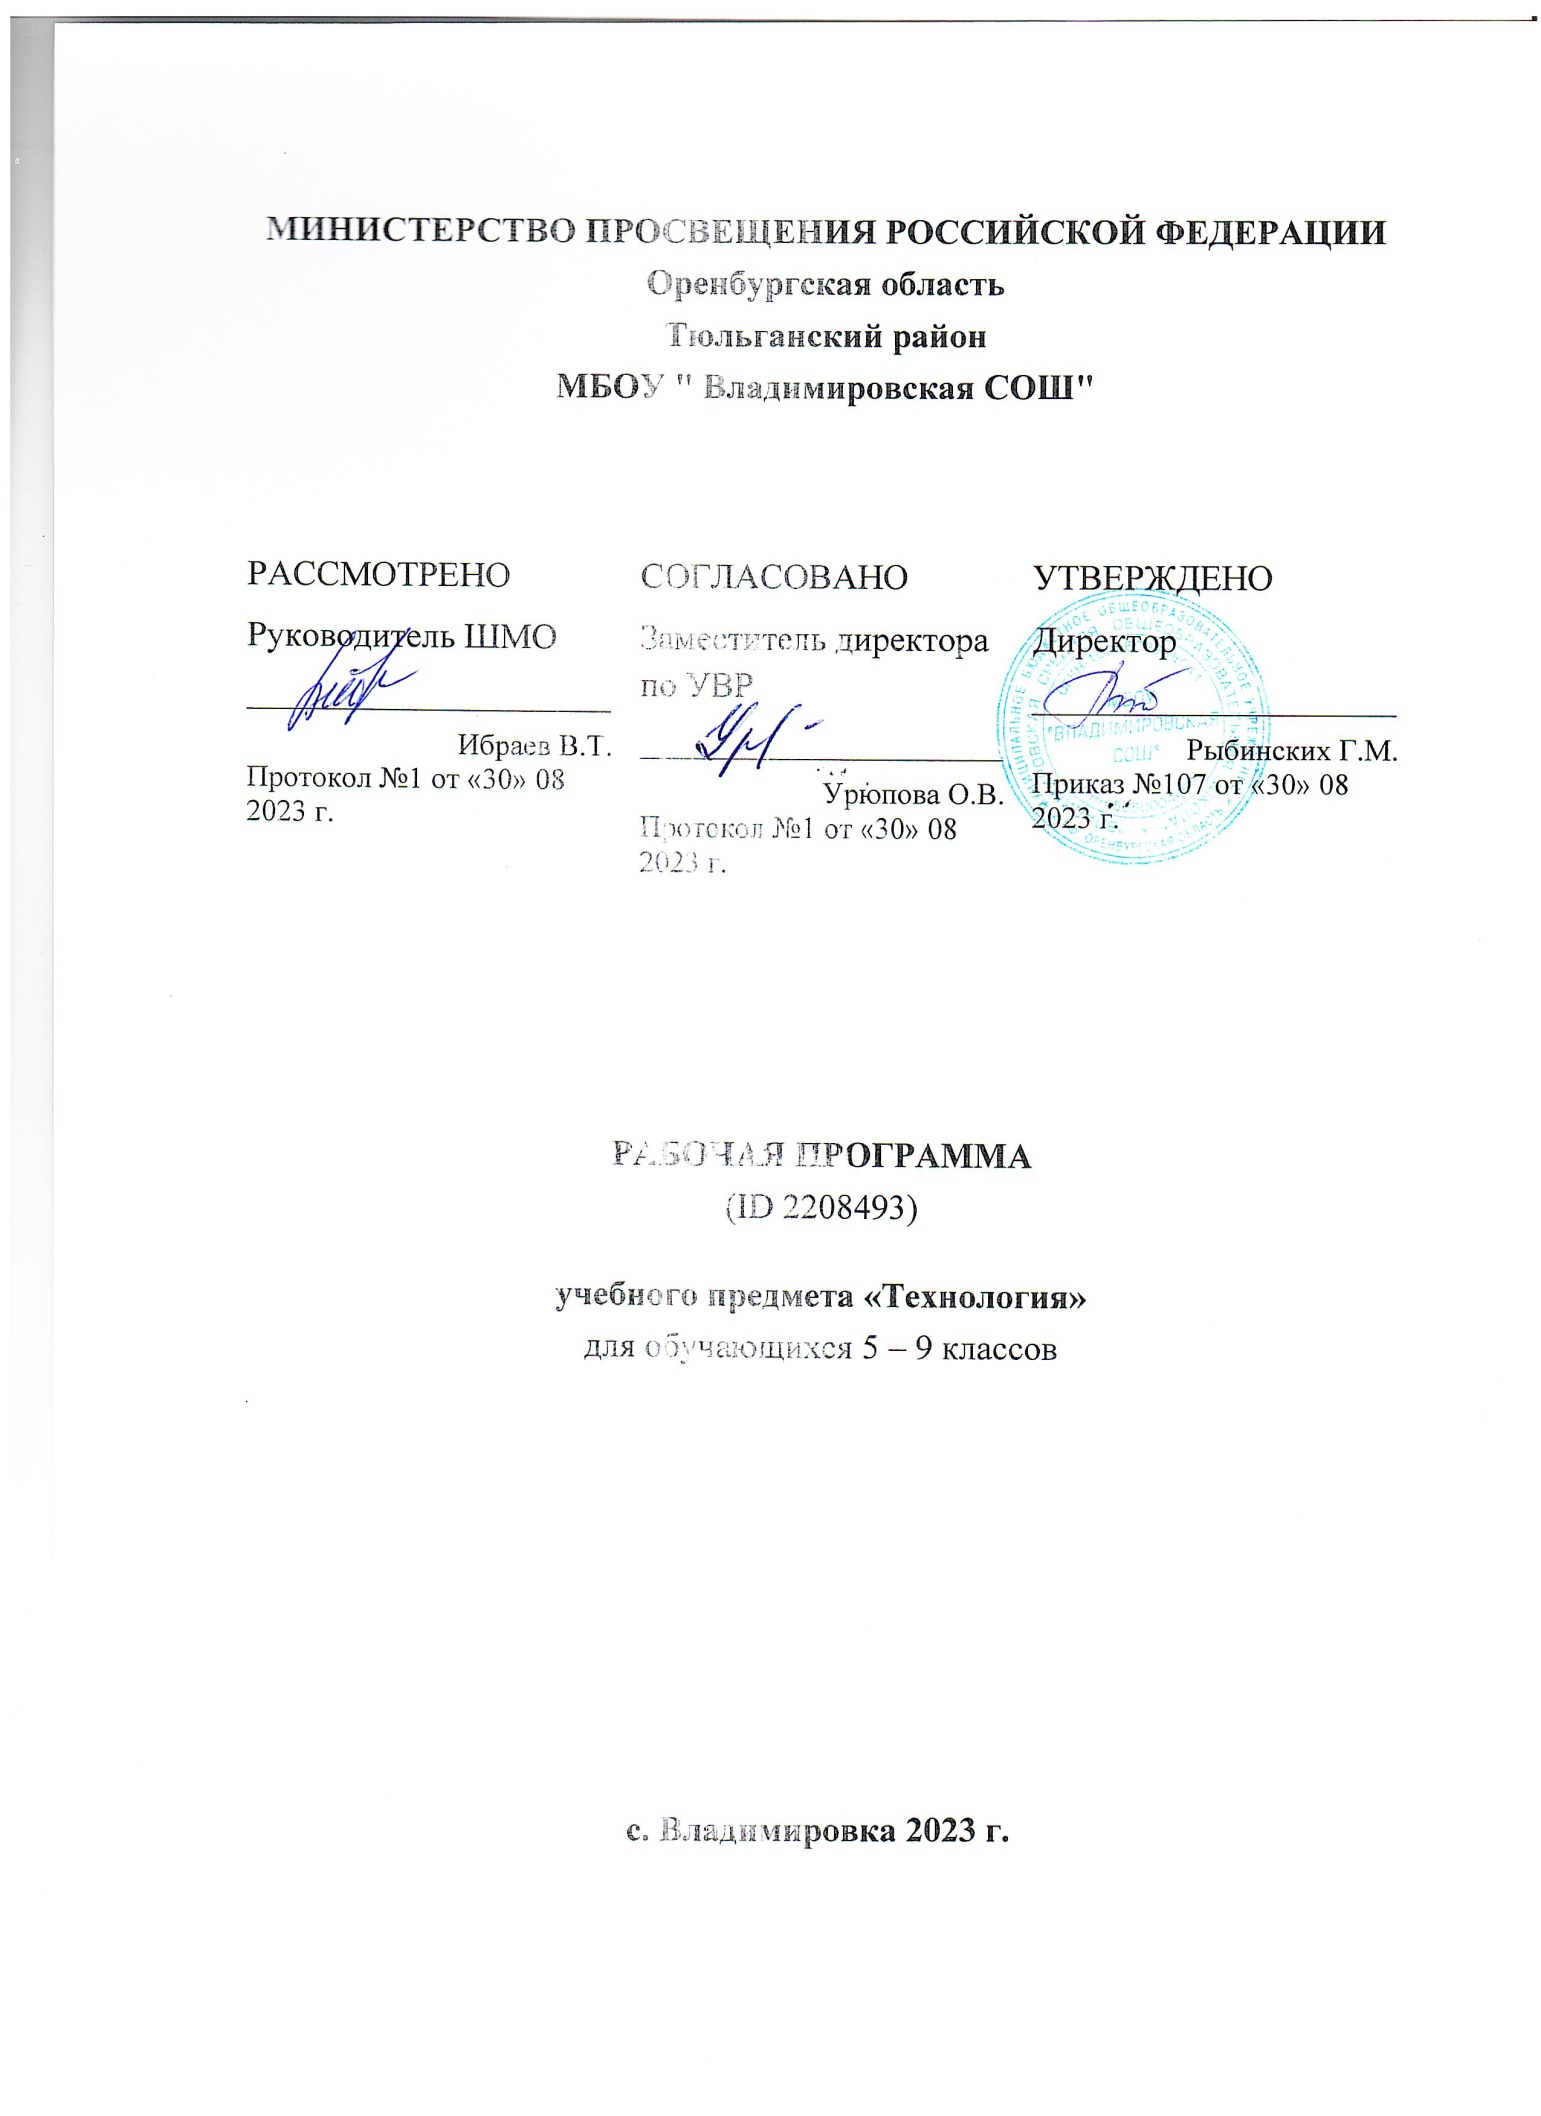 МИНИСТЕРСТВО ПРОСВЕЩЕНИЯ РОССИЙСКОЙ ФЕДЕРАЦИИ
Оренбургская область
Тюльганский район
МБОУ " Владимировская СОШ"
РАССМОТРЕНО
Руководитель ШМО
Ибраев В.Т.
Протокол №1 от «30» 08
2023 г.
СОГЛАСОВАНО
Заместитель директора
по УВР
Урюпова О.В.
Протокол №1 от «30» 08
2023 г.
УТВЕРЖДЕНО
Директор
Рыбинских Г.М.
Приказ №107 от «30» 08
2023 г.
"ВЛАДИМИРОВСКАЯ
СОШ"
РАБОЧАЯ ПРОГРАММА
(ID 2208493)
учебного предмета «Технология»
для обучающихся 5 – 9 классов
с. Владимировка 2023 г.